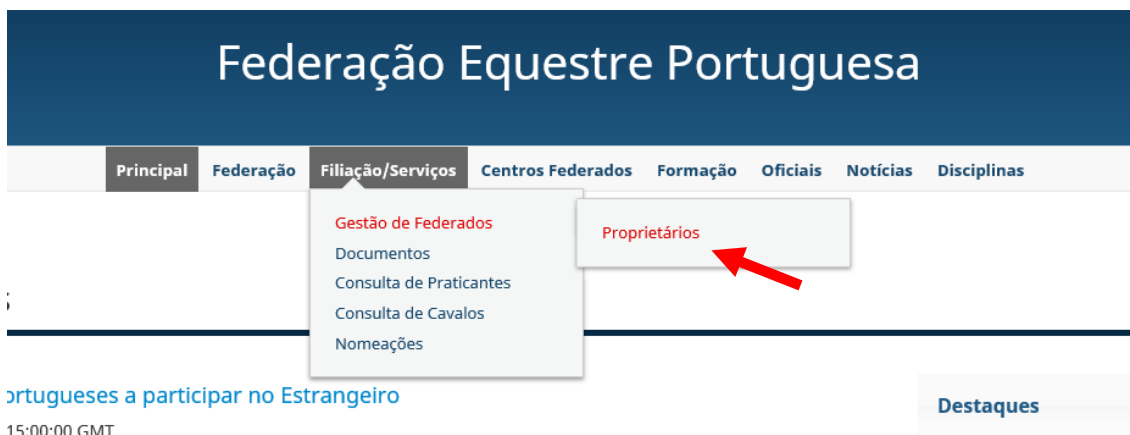 Federação Equestre Portuguesa
Principal Federação Filiação/Serviços Centros Federados Formação Oficiais Notícias Disciplinas
Gestão de Federados
Proprietários
Documentos
Consulta de Praticantes
Consulta de Cavalos
Nomeações
ortugueses a participar no Estrangeiro
15:00:00 GMT
Destaques